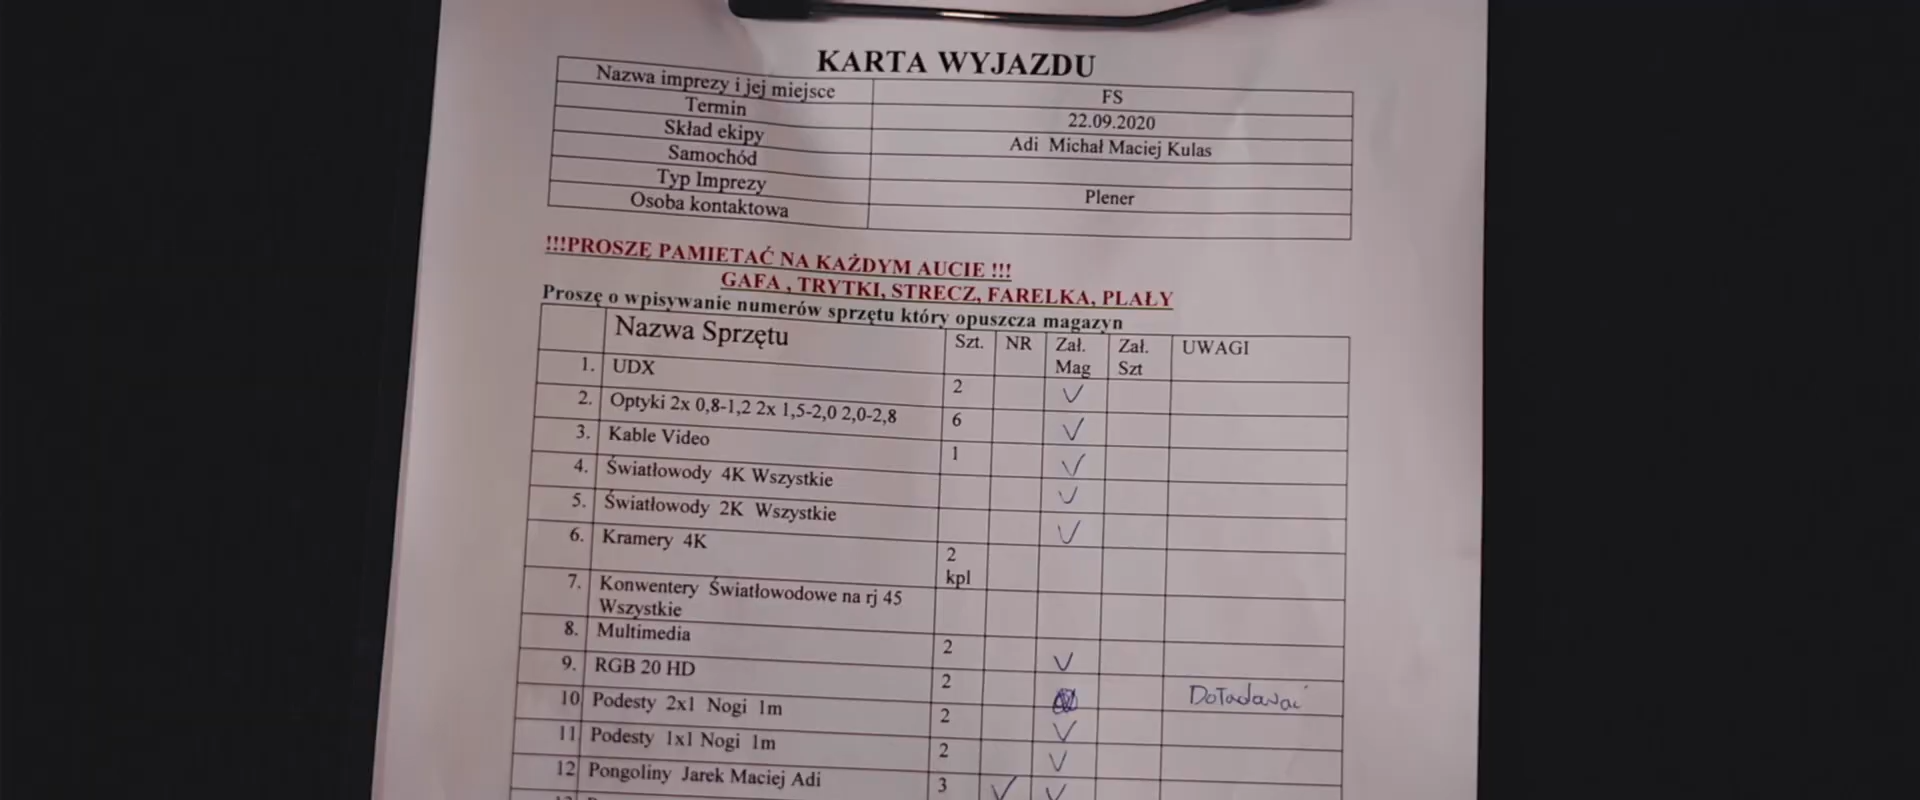 KARTA WYJAZDU
Nazwa imprezy i jej miejsce FS
Termin 22.09.2020
Skład ekipy Adi Michał Maciej Kulas
Samochód
Typ Imprezy Plener
Osoba kontaktowa
!!!PROSZĘ PAMIETAĆ NA KAŻDYM AUCIE !!!
GAFA , TRYTKI, STRECZ, FARELKA, PLAŁY
Proszę o wpisywanie numerów sprzętu który opuszcza magazyn
Nazwa Sprzętu Szt. NR Zał. Mag Zał. Szt UWAGI
1. UDX 2 ✓
2. Optyki 2x 0,8-1,2 2x 1,5-2,0 2,0-2,8 6 ✓
3. Kable Video 1 ✓
4. Światłowody 4K Wszystkie ✓
5. Światłowody 2K Wszystkie ✓
6. Kramery 4K 2 kpl
7. Konwentery Światłowodowe na rj 45
Wszystkie
8. Multimedia 2 ✓
9. RGB 20 HD 2
10 Podesty 2x1 Nogi 1m 2 ✓
11 Podesty 1x1 Nogi 1m 2 ✓
12 Pongoliny Jarek Maciej Adi 3 ✓ ✓